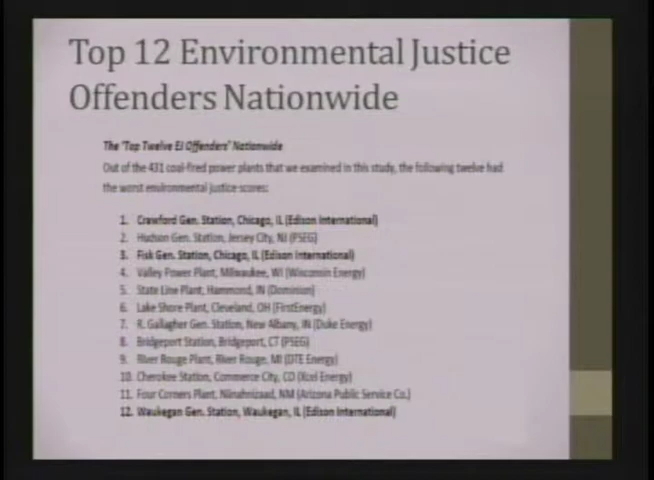 Top 12 Environmental Justice
Offenders Nationwide
The 'Top Twelve EJ Offenders' Nationwide
Out of the 431 coal-fired power plants that we examined in this study, the following twelve had
the worst environmental justice scores:
1. Crawford Gen. Station, Chicago, IL (Edison International)
2. Hudson Gen. Station, Jersey City, NJ (PSEG)
3. Fisk Gen. Station, Chicago, IL (Edison International)
4. Valley Power Plant, Milwaukee, WI (Wisconsin Energy)
5. State Line Plant, Hammond, IN (Dominion)
6. Lake Shore Plant, Cleveland, OH (FirstEnergy)
7. R. Gallagher Gen. Station, New Albany, IN (Duke Energy)
8. Bridgeport Station, Bridgeport, CT (PSEG)
9. River Rouge Plant, River Rouge, MI (DTE Energy)
10. Cherokee Station, Commerce City, CO (Xcel Energy)
11. Four Corners Plant, Niinahnizaad, NM (Arizona Public Service Co.)
12. Waukegan Gen. Station, Waukegan, IL (Edison International)